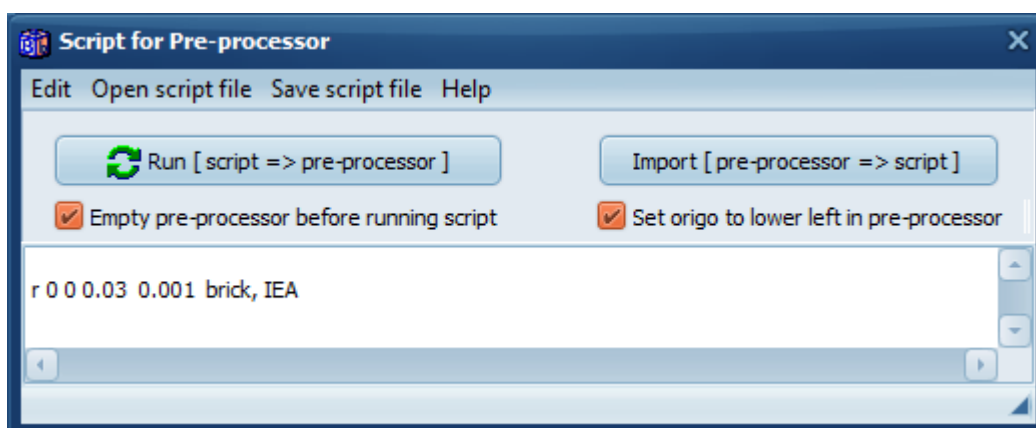 Script for Pre-processor
Edit Open script file Save script file Help
Run [ script => pre-processor ] Import [ pre-processor => script ]
Empty pre-processor before running script Set origo to lower left in pre-processor
r 0 0 0.03 0.001 brick, IEA